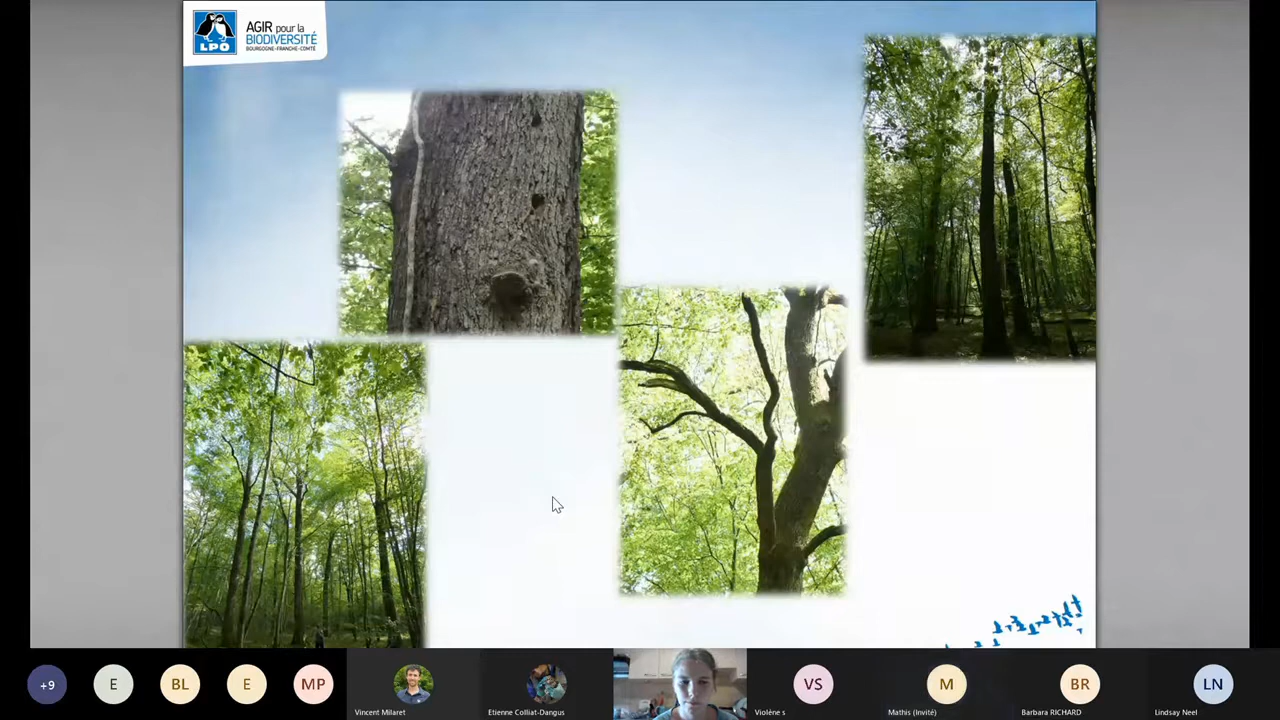 AGIR pour la
BIODIVERSITÉ
BOURGOGNE-FRANCHE-COMTÉ
LPO
+9
E
BL
E
MP
Vincent Milaret
Etienne Colliat-Dangus
VS
Violène s
M
Mathis (Invité)
BR
Barbara RICHARD
LN
Lindsay Neel